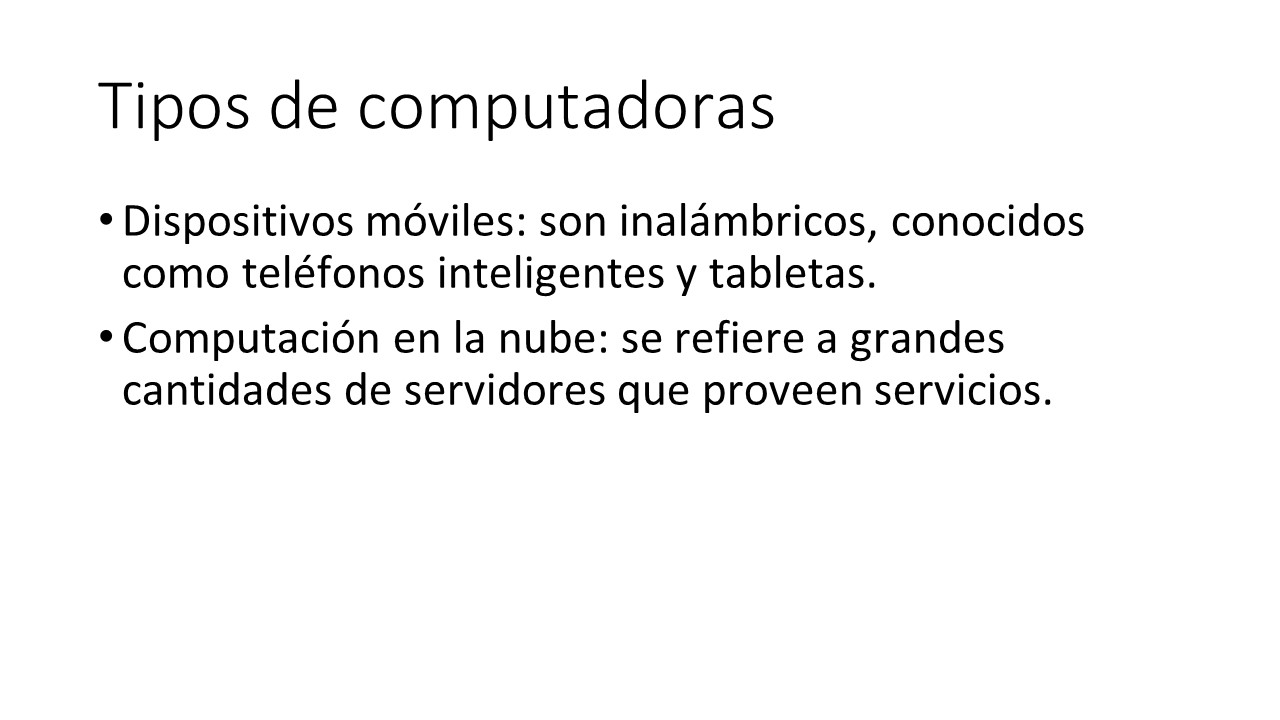 Tipos de computadoras
• Dispositivos móviles: son inalámbricos, conocidos
como teléfonos inteligentes y tabletas.
• Computación en la nube: se refiere a grandes
cantidades de servidores que proveen servicios.